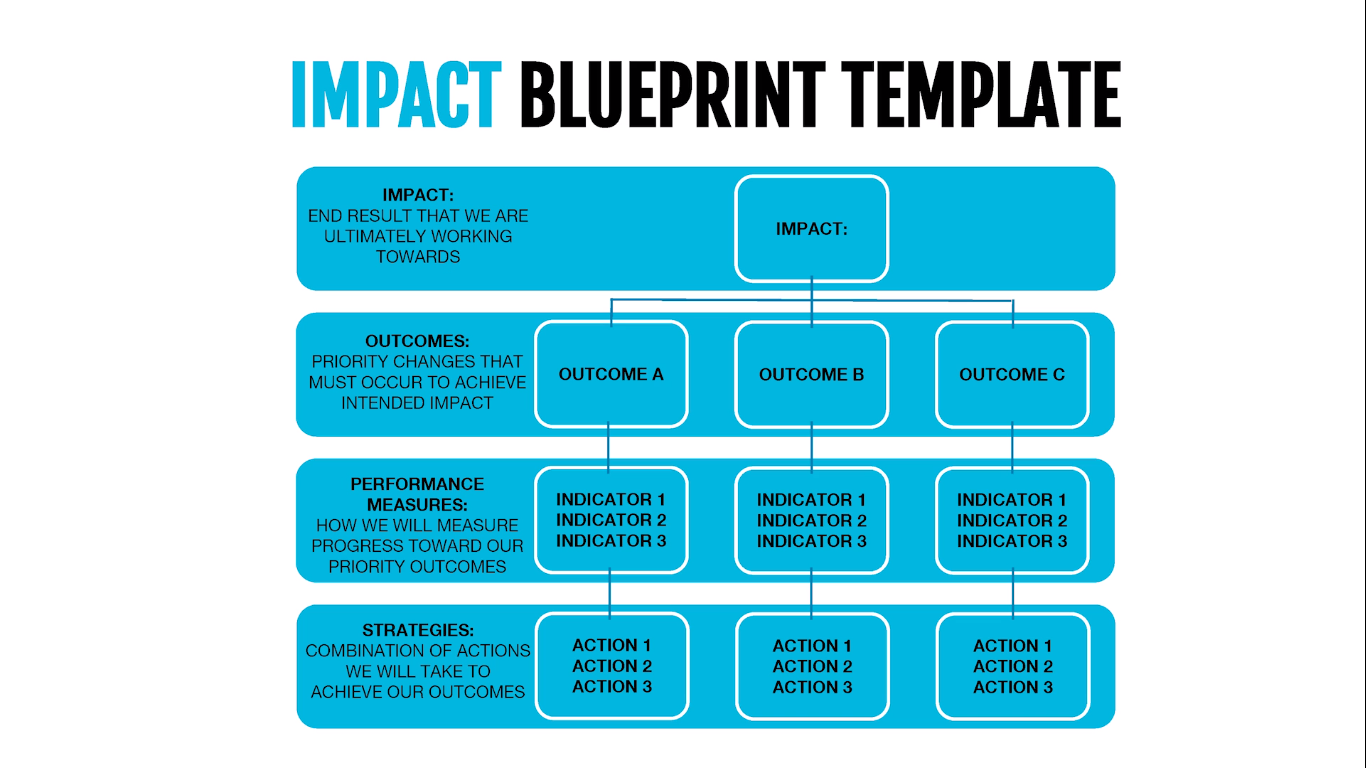 IMPACT BLUEPRINT TEMPLATE
IMPACT:
END RESULT THAT WE ARE
ULTIMATELY WORKING
TOWARDS
IMPACT:
OUTCOMES:
PRIORITY CHANGES THAT
MUST OCCUR TO ACHIEVE
INTENDED IMPACT
OUTCOME A
OUTCOME B
OUTCOME C
PERFORMANCE
MEASURES:
HOW WE WILL MEASURE
PROGRESS TOWARD OUR
PRIORITY OUTCOMES
INDICATOR 1
INDICATOR 2
INDICATOR 3
INDICATOR 1
INDICATOR 2
INDICATOR 3
INDICATOR 1
INDICATOR 2
INDICATOR 3
STRATEGIES:
COMBINATION OF ACTIONS
WE WILL TAKE TO
ACHIEVE OUR OUTCOMES
ACTION 1
ACTION 2
ACTION 3
ACTION 1
ACTION 2
ACTION 3
ACTION 1
ACTION 2
ACTION 3